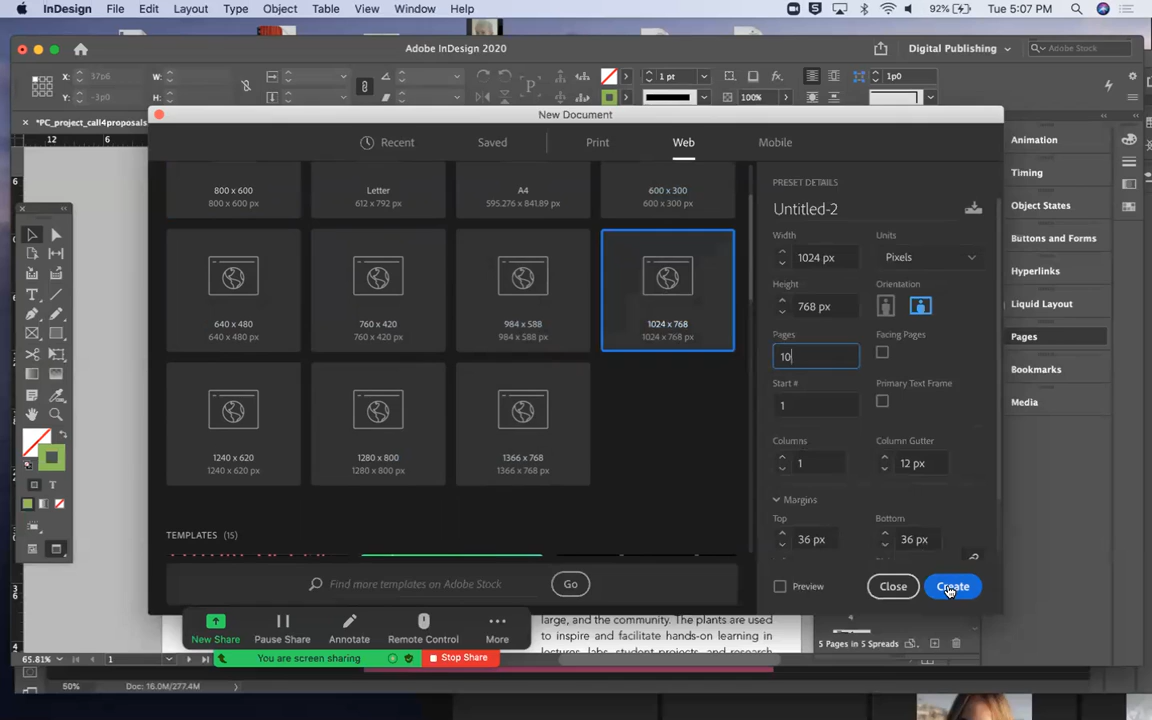 InDesign File Edit Layout Type Object Table View Window Help
92% Tue 5:07 PM
Adobe InDesign 2020
Digital Publishing
Adobe Stock
X: 37p6
W:
1 pt
1p0
Y: -3p0
H:
100%
*PC_project_call4proposals
New Document
12 6
Recent Saved Print Web Mobile
800 x 600
800 x 600 px
Letter
612 x 792 px
A4
595.276 x 841.89 px
600 x 300
600 x 300 px
640 x 480
640 x 480 px
760 x 420
760 x 420 px
984 x 588
984 x 588 px
1024 x 768
1024 x 768 px
1240 x 620
1240 x 620 px
1280 x 800
1280 x 800 px
1366 x 768
1366 x 768 px
TEMPLATES (15)
Find more templates on Adobe Stock
Go
PRESET DETAILS
Untitled-2
Width
1024 px
Units
Pixels
Height
768 px
Orientation
Pages
10
Facing Pages
Start #
1
Primary Text Frame
Columns
1
Column Gutter
12 px
Margins
Top
36 px
Bottom
36 px
Preview
Close
Create
Animation
Timing
Object States
Buttons and Forms
Hyperlinks
Liquid Layout
Pages
Bookmarks
Media
4
5 Pages in 5 Spreads
New Share
Pause Share
Annotate
Remote Control
More
You are screen sharing
Stop Share
large, and the community. The plants are used
to inspire and facilitate hands-on learning in
lectures, labs, student projects, and research
65.81%
1
50%
Doc: 16.0M/277.4M